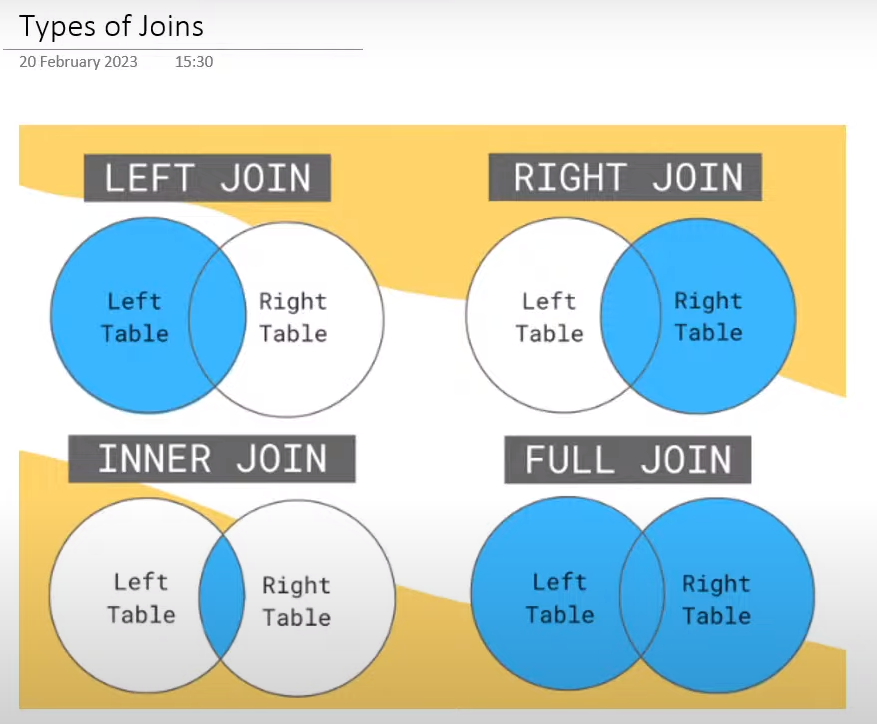 Types of Joins
20 February 2023 15:30
LEFT JOIN
Left
Table
Right
Table
RIGHT JOIN
Left
Table
Right
Table
INNER JOIN
Left
Table
Right
Table
FULL JOIN
Left
Table
Right
Table